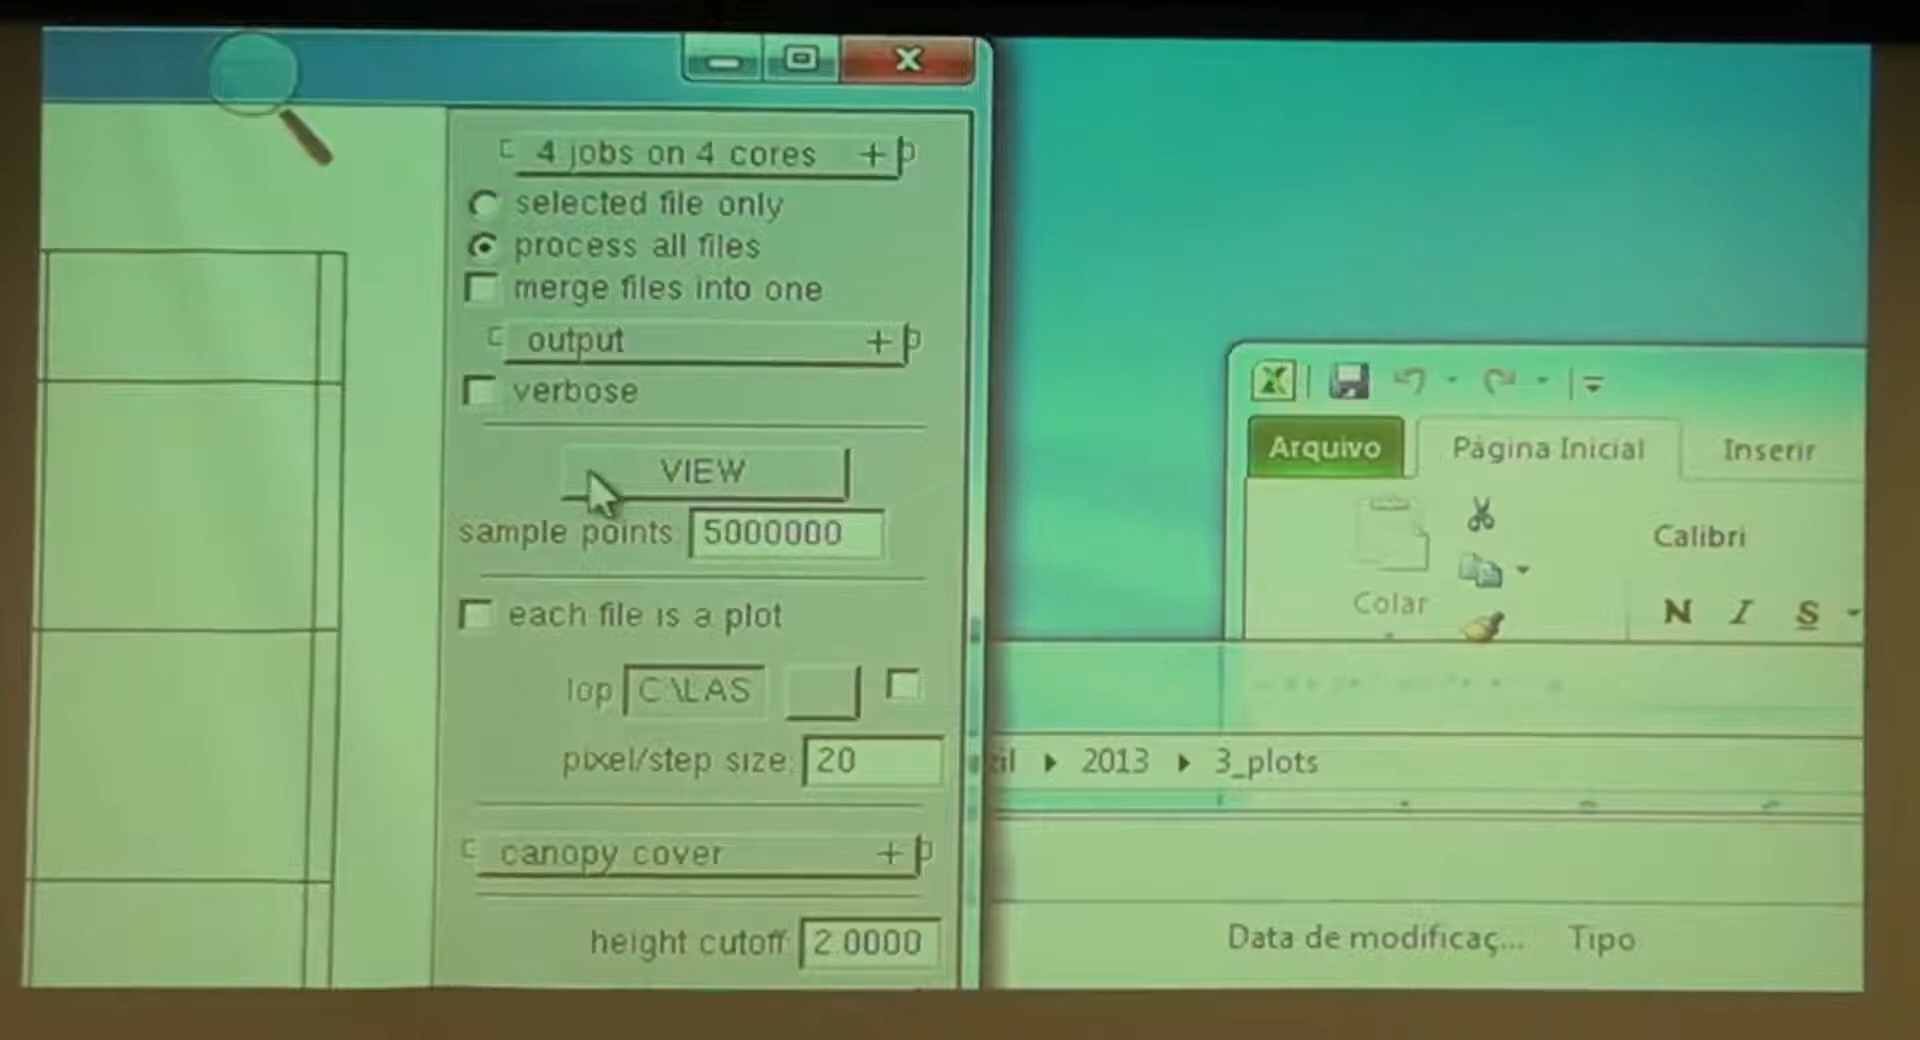 4 jobs on 4 cores
selected file only
process all files
merge files into one
output
verbose
VIEW
sample points: 5000000
each file is a plot
lop C:\LAS
pixel/step size: 20
canopy cover
height cutoff: 2.0000
Arquivo Página Inicial Inserir
Calibri
Colar
N I S
2013 3_plots
Data de modificaç... Tipo